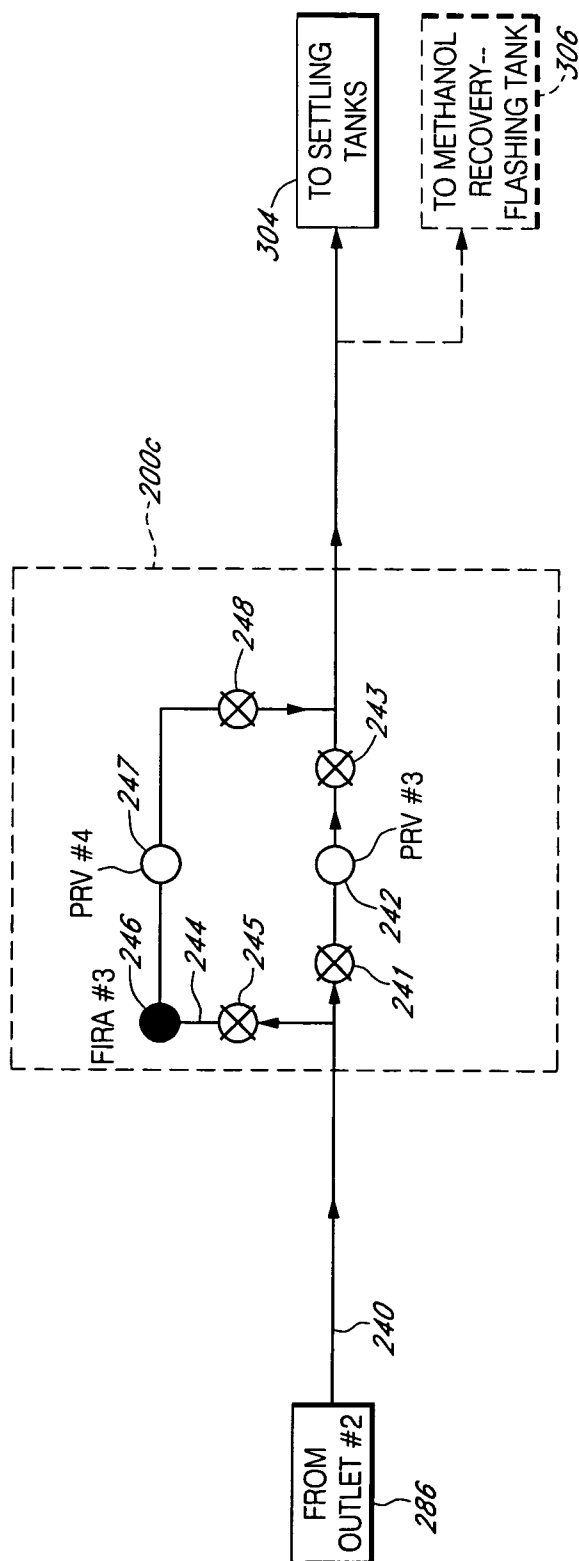 FROM
OUTLET #2
286
240
200c
FIRA #3
246
244
245
PRV #4
247
248
241
242
PRV #3
243
304
TO SETTLING
TANKS
TO METHANOL
RECOVERY--
FLASHING TANK
306